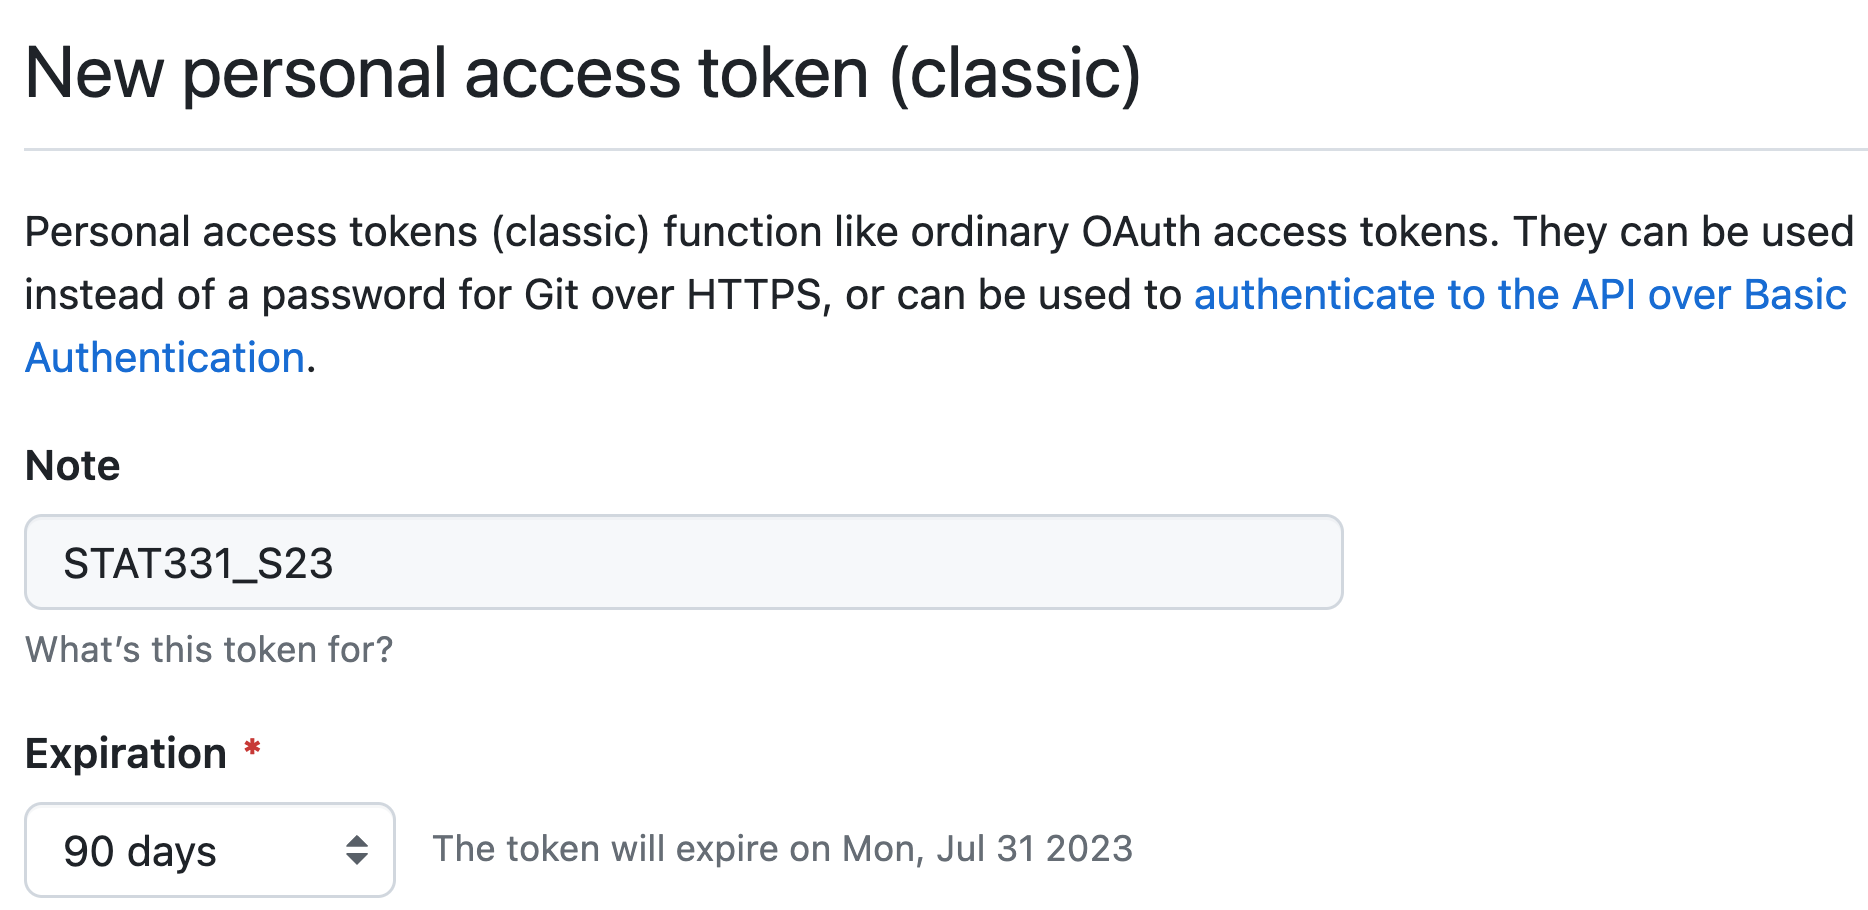 New personal access token (classic)
Personal access tokens (classic) function like ordinary OAuth access tokens. They can be used
instead of a password for Git over HTTPS, or can be used to authenticate to the API over Basic
Authentication.
Note
STAT331_S23
What's this token for?
Expiration *
90 days The token will expire on Mon, Jul 31 2023